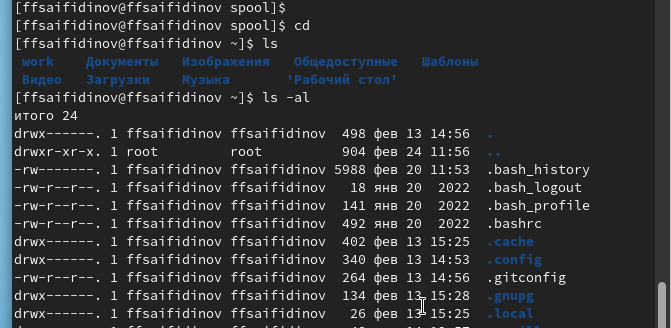 [ffsaifidinov@ffsaifidinov spool]$
[ffsaifidinov@ffsaifidinov spool]$ cd
[ffsaifidinov@ffsaifidinov ~]$ ls
work Документы Изображения Общедоступные Шаблоны
Видео Загрузки Музыка 'Рабочий стол'
[ffsaifidinov@ffsaifidinov ~]$ ls -al
итого 24
drwx------. 1 ffsaifidinov ffsaifidinov 498 фев 13 14:56 .
drwxr-xr-x. 1 root root 904 фев 24 11:56 ..
-rw-------. 1 ffsaifidinov ffsaifidinov 5988 фев 20 11:53 .bash_history
-rw-r--r--. 1 ffsaifidinov ffsaifidinov 18 янв 20 2022 .bash_logout
-rw-r--r--. 1 ffsaifidinov ffsaifidinov 141 янв 20 2022 .bash_profile
-rw-r--r--. 1 ffsaifidinov ffsaifidinov 492 янв 20 2022 .bashrc
drwx------. 1 ffsaifidinov ffsaifidinov 402 фев 13 15:25 .cache
drwx------. 1 ffsaifidinov ffsaifidinov 340 фев 13 14:53 .config
-rw-r--r--. 1 ffsaifidinov ffsaifidinov 264 фев 13 14:56 .gitconfig
drwx------. 1 ffsaifidinov ffsaifidinov 134 фев 13 15:28 .gnupg
drwx------. 1 ffsaifidinov ffsaifidinov 26 фев 13 15:25 .local